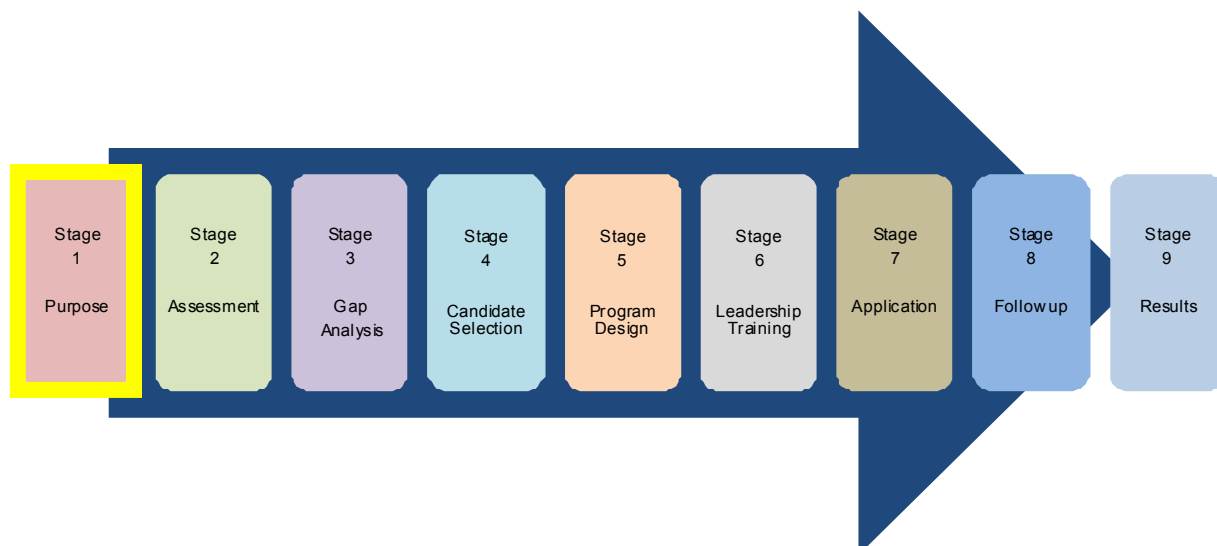 Stage
1
Purpose
Stage
2
Assessment
Stage
3
Gap
Analysis
Stage
4
Candidate
Selection
Stage
5
Program
Design
Stage
6
Leadership
Training
Stage
7
Application
Stage
8
Follow up
Stage
9
Results